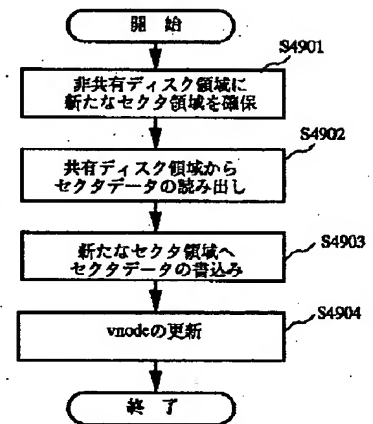 開 始
S4901
非共有ディスク領域に
新たなセクタ領域を確保
S4902
共有ディスク領域から
セクタデータの読み出し
S4903
新たなセクタ領域へ
セクタデータの書込み
S4904
vnodeの更新
終 了